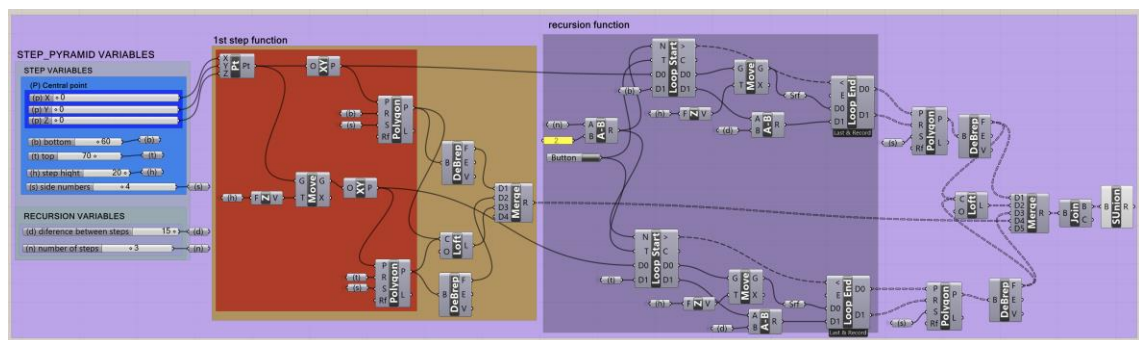 recursion function
1st step function
STEP_PYRAMID VARIABLES
STEP VARIABLES
(P) Central point
(p) X 0
(p) Y 0
(p) Z 0
(b) bottom 60 (b)
(t) top 70 (t)
(h) step hight 20 (h)
(s) side numbers 4 (s)
RECURSION VARIABLES
(d) diference between steps 15 (d)
(n) number of steps 3 (n)
X Y Z Pt Pt
O XY P
(b)
(s)
P R S Rf Polygon P L
B DeBrep F E V
(h) F Z V
G T Move G X
O XY P
D1 D2 D3 D4 Merge R
C O Loft L
(t)
(s)
P R S Rf Polygon P L
B DeBrep F E V
N T D0 D1 Loop Start > C D0 D1
(b)
(n)
2
A B A-B R
Button
(h) F Z V
G T Move G X
Srf
(d)
A B A-B R
< E D0 D1 Loop End D0 D1
Last & Record
(s)
P R S Rf Polygon P L
B DeBrep F E V
C O Loft L
D1 D2 D3 D4 D5 Merge R
B Join B C
B SUnion R
N T D0 D1 Loop Start > C D0 D1
(t)
(h) F Z V
G T Move G X
Srf
(d)
A B A-B R
< E D0 D1 Loop End D0 D1
Last & Record
(s)
P R S Rf Polygon P L
B DeBrep F E V